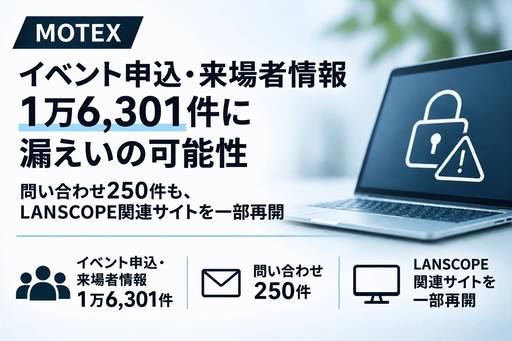 MOTEX
イベント申込・来場者情報
1万6,301件に
漏えいの可能性
問い合わせ250件も、
LANSCOPE関連サイトを一部再開
イベント申込・
来場者情報
1万6,301件
問い合わせ
250件
LANSCOPE
関連サイトを
一部再開